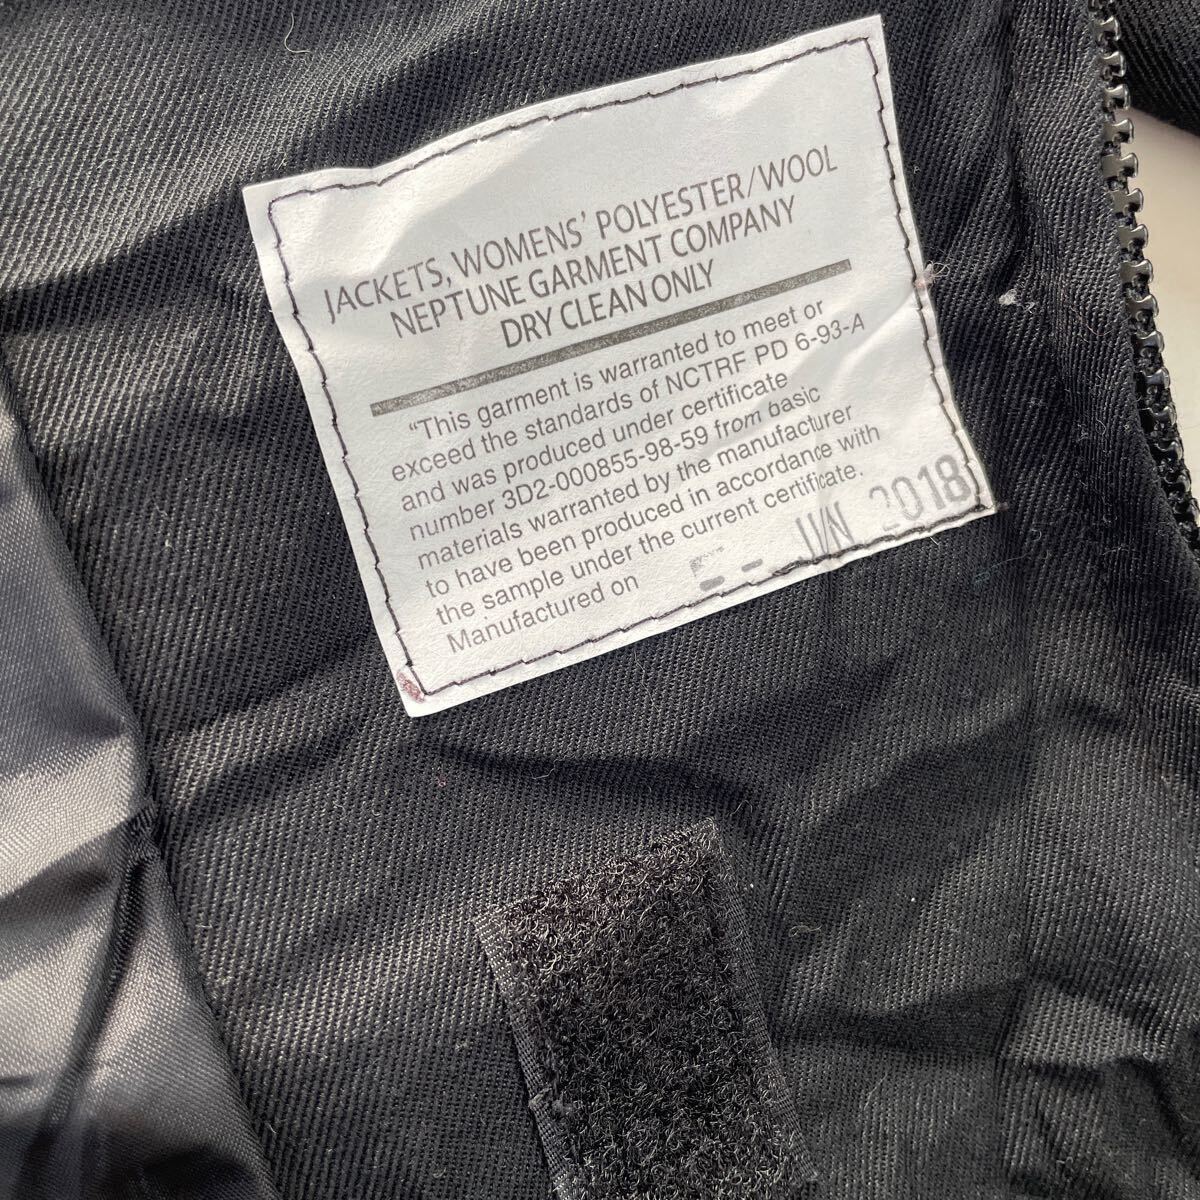 JACKETS, WOMENS' POLYESTER/WOOL
NEPTUNE GARMENT COMPANY
DRY CLEAN ONLY
"This garment is warranted to meet or
exceed the standards of NCTRF PD 6-93-A
and was produced under certificate
number 3D2-000855-98-59 from basic
materials warranted by the manufacturer
to have been produced in accordance with
the sample under the current certificate.
Manufactured on JUN 2018